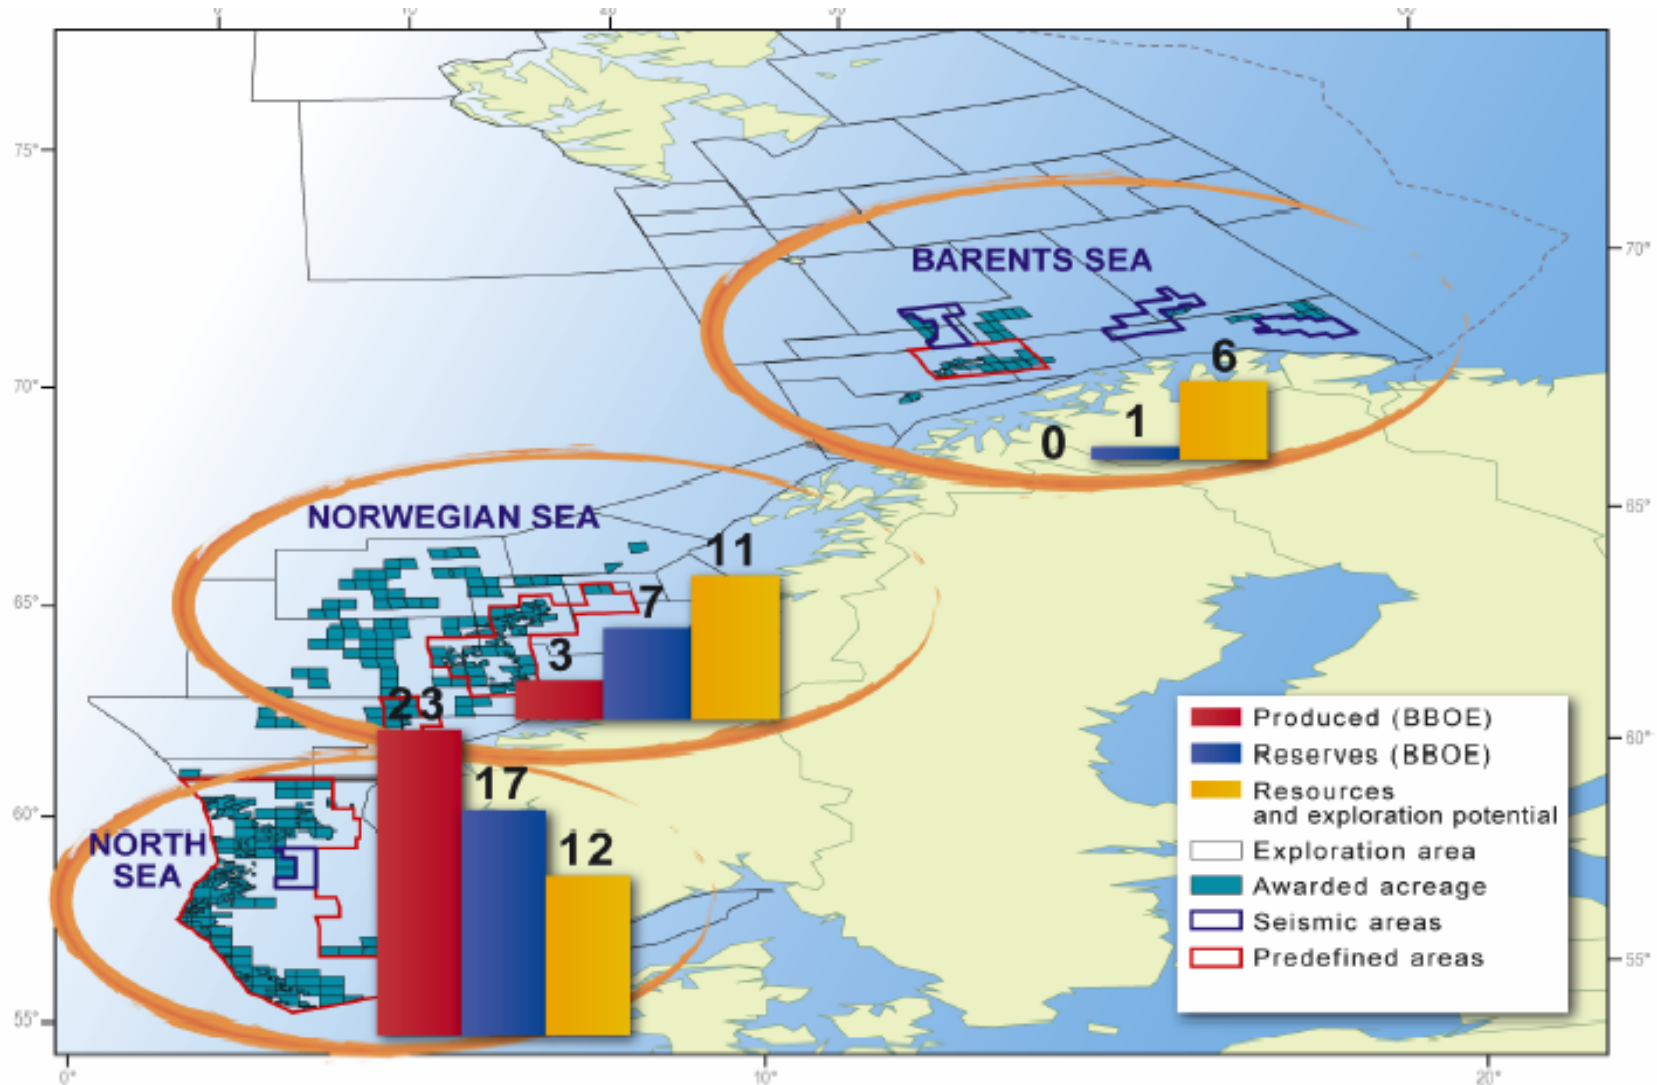 75°
70°
BARENTS SEA
6
70°
1
0
NORWEGIAN SEA
65°
11
65°
7
3
23
Produced (BBOE)
Reserves (BBOE)
60°
17
Resources
and exploration potential
60°
NORTH
SEA
12
Exploration area
Awarded acreage
Seismic areas
Predefined areas
55°
55°
0°
10°
20°